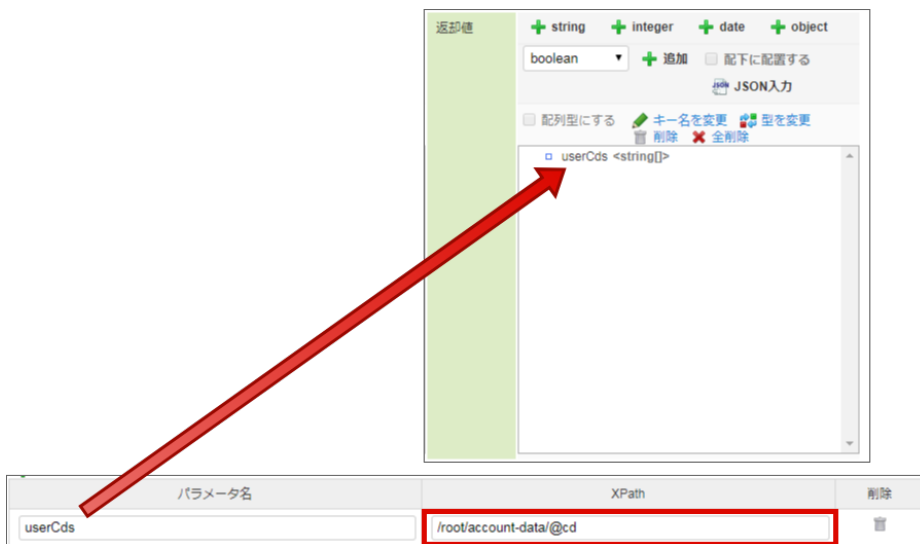 返却値
string integer date object
boolean 追加 配下に配置する
JSON入力
配列型にする キー名を変更 型を変更
削除 全削除
userCds <string[]>
パラメータ名 XPath 削除
userCds /root/account-data/@cd